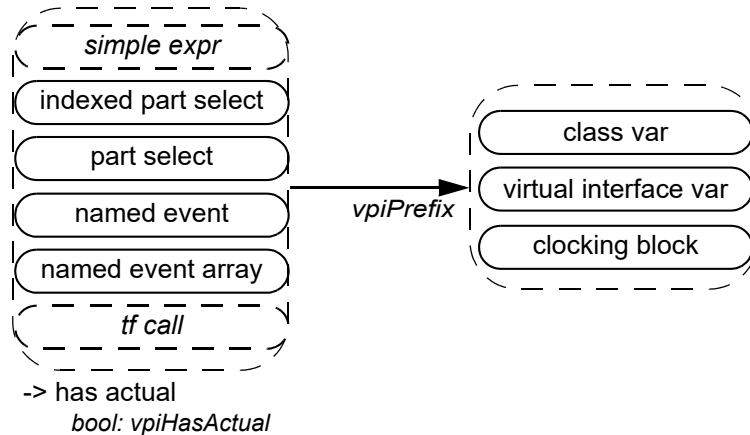 simple expr
indexed part select
part select
named event
named event array
tf call
-> has actual
bool: vpiHasActual
vpiPrefix
class var
virtual interface var
clocking block